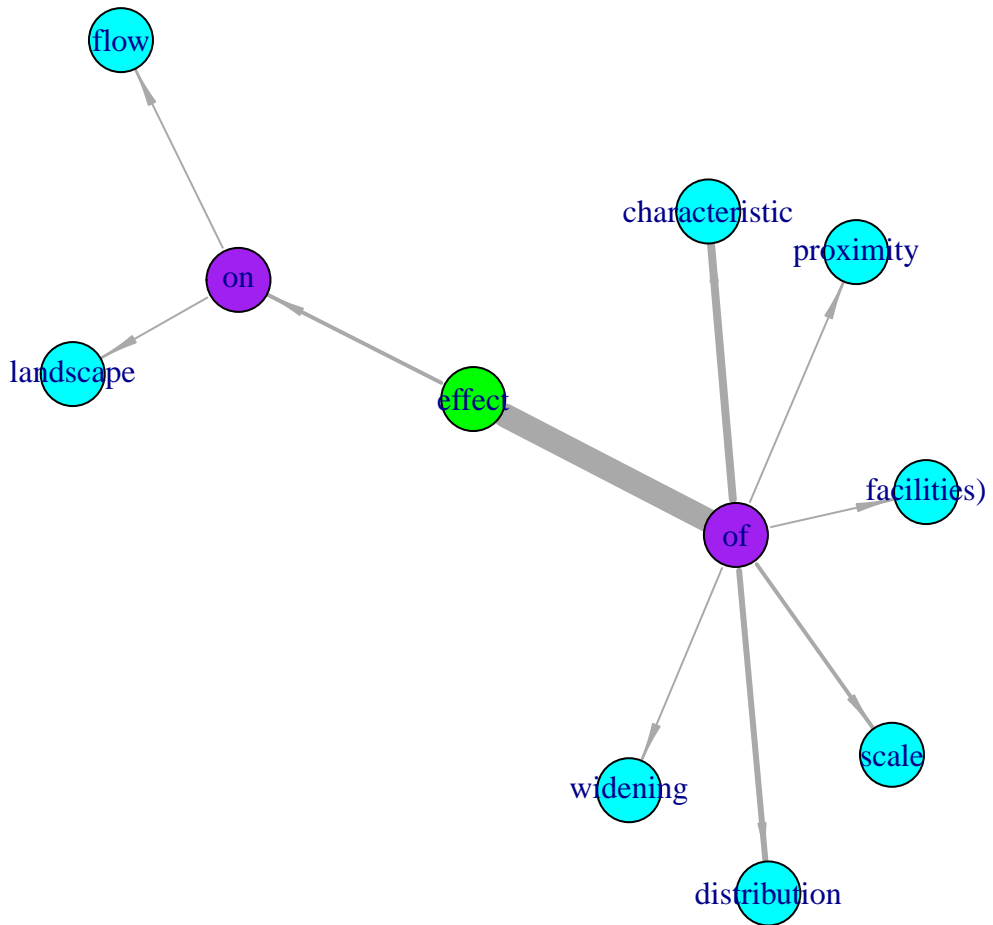 flow
characteristic
proximity
on
landscape
effect
facilities)
of
scale
widening
distribution